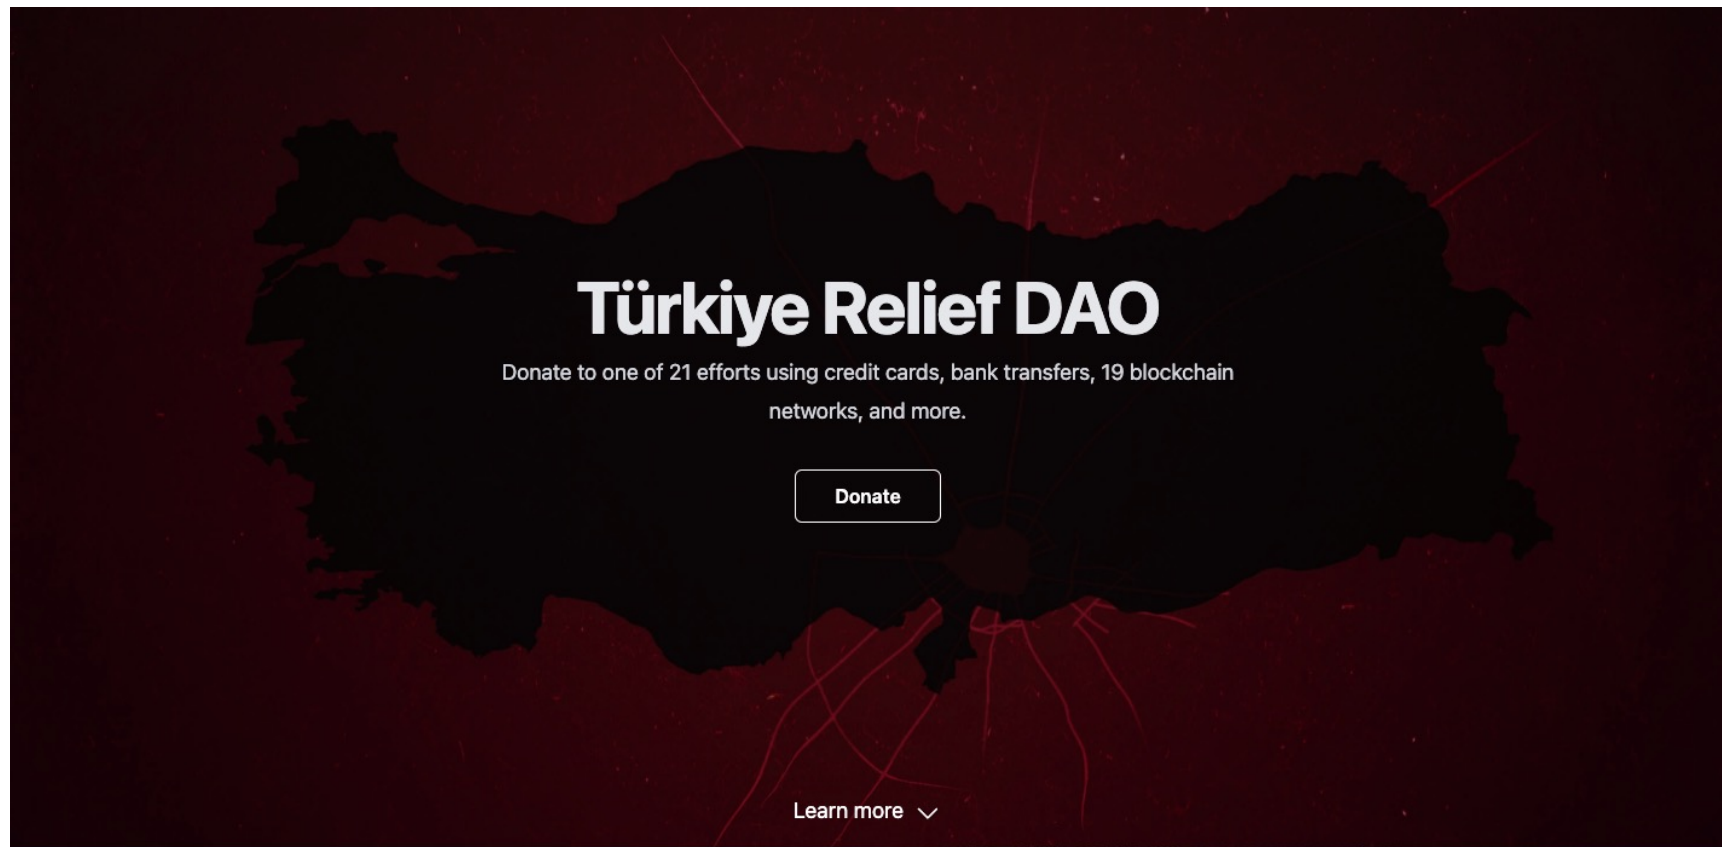 Türkiye Relief DAO
Donate to one of 21 efforts using credit cards, bank transfers, 19 blockchain
networks, and more.
Donate
Learn more